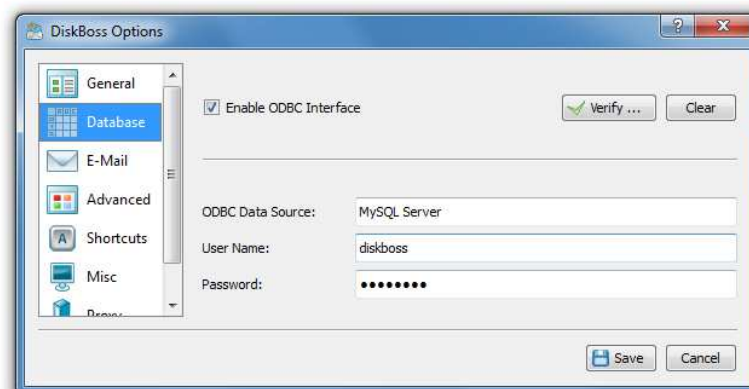 DiskBoss Options
General
Database
E-Mail
Advanced
A Shortcuts
Misc
Proxy
Enable ODBC Interface
Verify ...
Clear
ODBC Data Source: MySQL Server
User Name: diskboss
Password: ••••••••
Save
Cancel